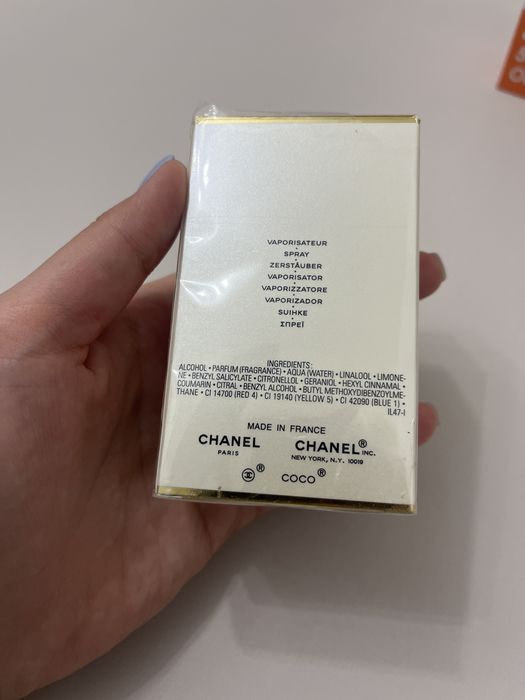 VAPORISATEUR
•
SPRAY
•
ZERSTÄUBER
•
VAPORISATOR
•
VAPORIZZATORE
•
VAPORIZADOR
•
SUIHKE
•
ΣΠΡΕΪ
INGREDIENTS:
ALCOHOL • PARFUM (FRAGRANCE) • AQUA (WATER) • LINALOOL • LIMONE-
NE • BENZYL SALICYLATE • CITRONELLOL • GERANIOL • HEXYL CINNAMAL •
COUMARIN • CITRAL • BENZYL ALCOHOL • BUTYL METHOXYDIBENZOYLME-
THANE • CI 14700 (RED 4) • CI 19140 (YELLOW 5) • CI 42090 (BLUE 1) •
IL47-I
MADE IN FRANCE
CHANEL CHANEL® INC.
PARIS NEW YORK, N.Y. 10019
® COCO®